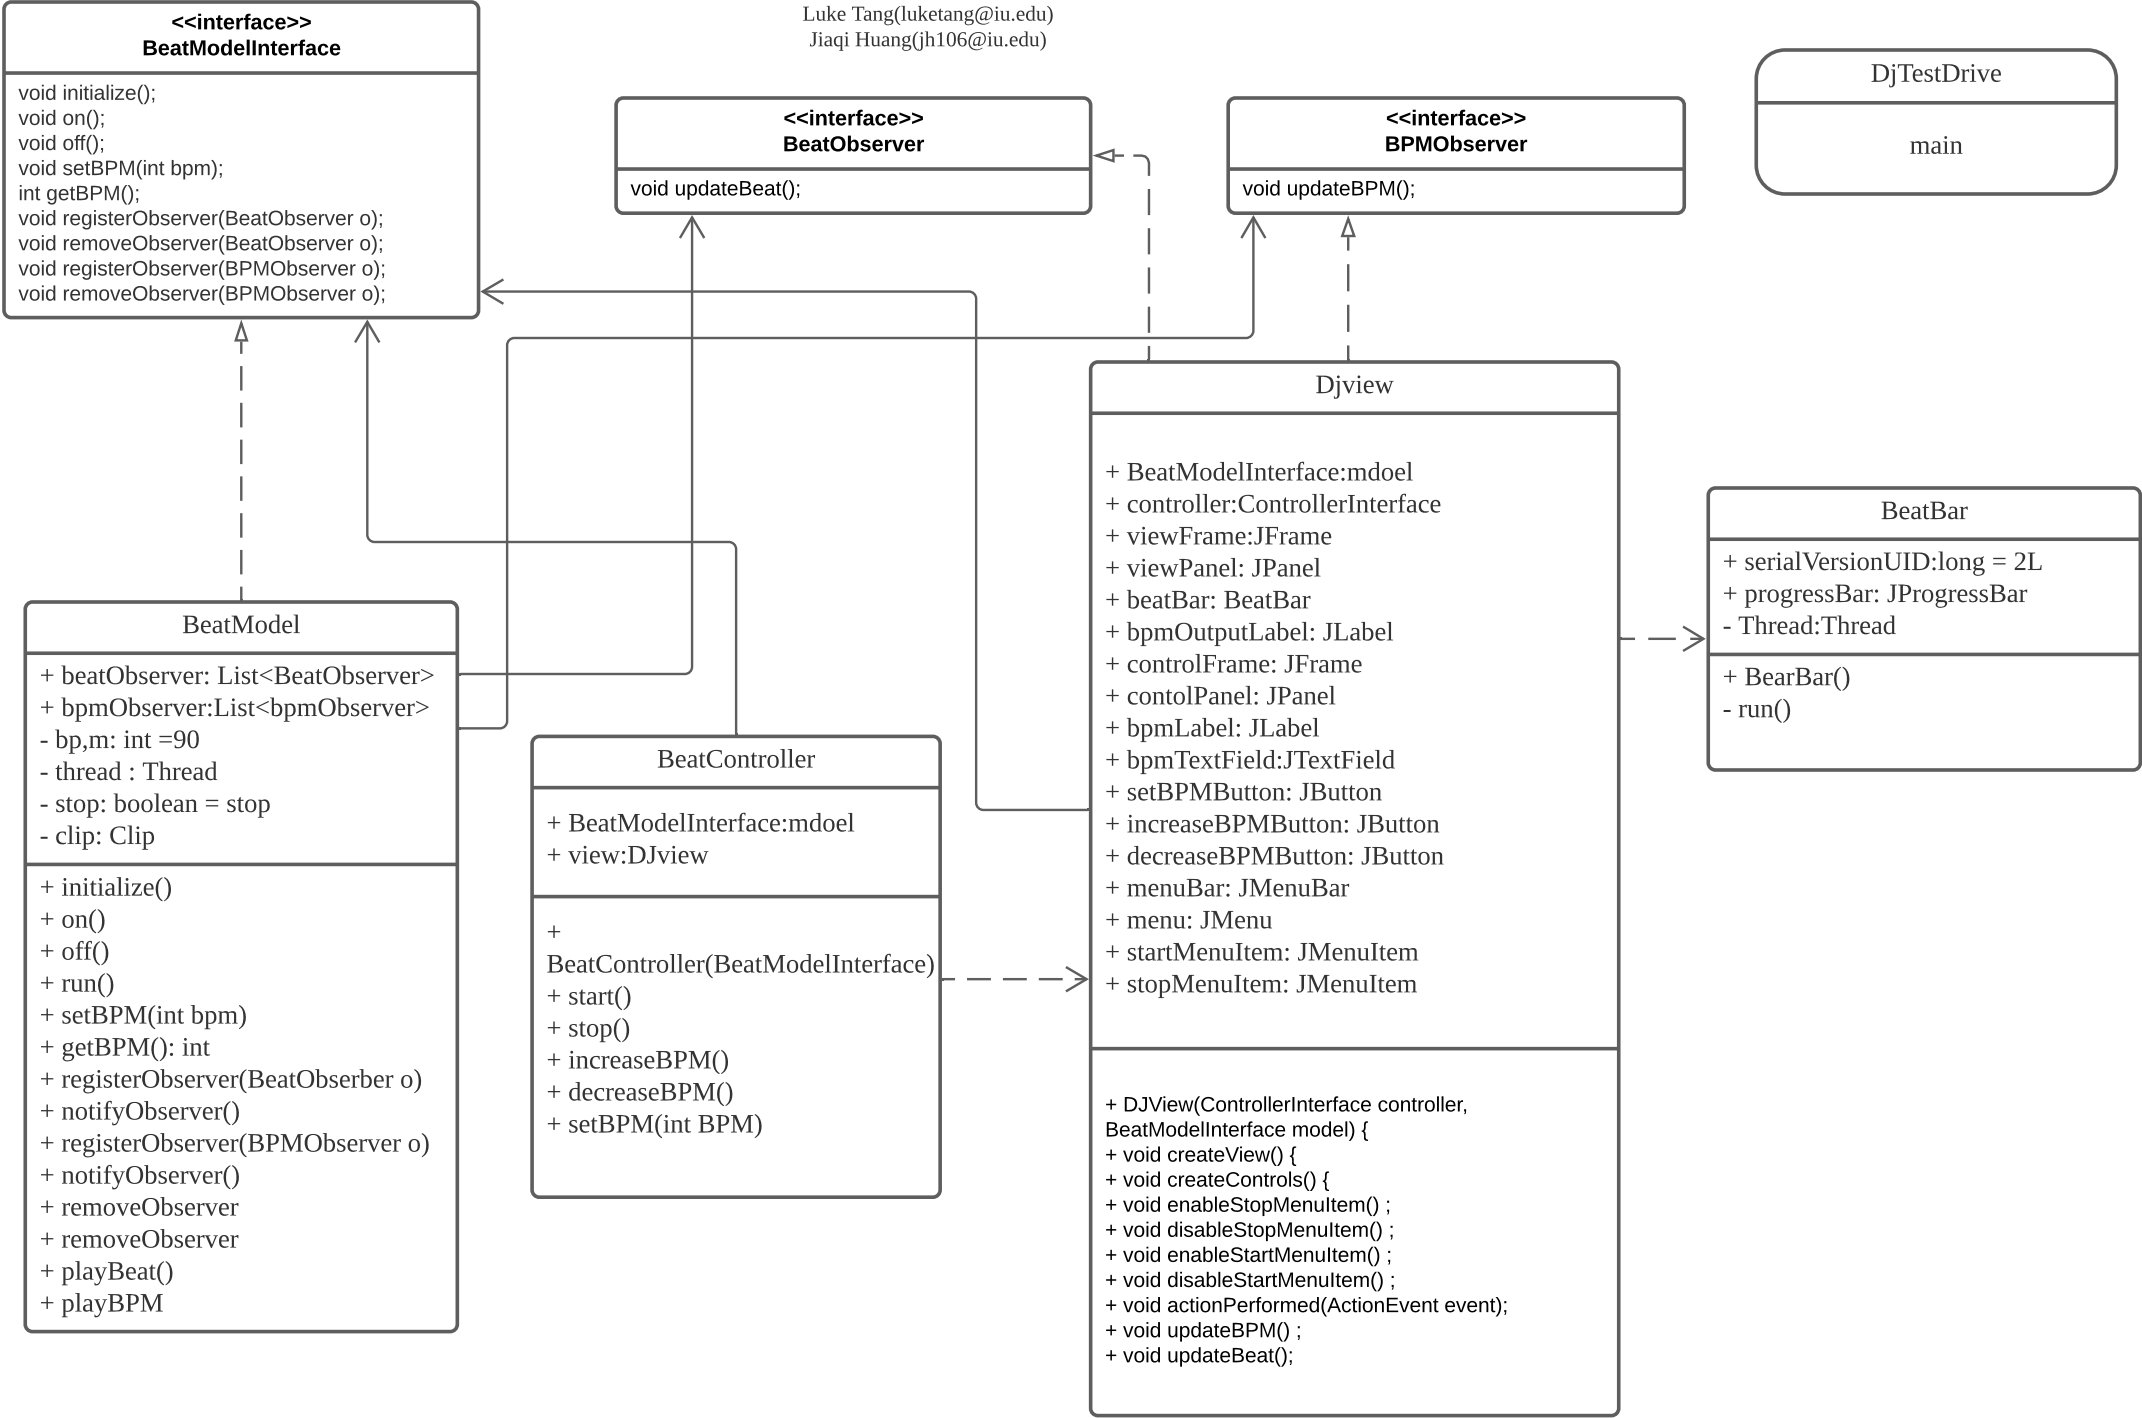 <<interface>>
BeatModelInterface
void initialize();
void on();
void off();
void setBPM(int bpm);
int getBPM();
void registerObserver(BeatObserver o);
void removeObserver(BeatObserver o);
void registerObserver(BPMObserver o);
void removeObserver(BPMObserver o);
Luke Tang(luketang@iu.edu)
Jiaqi Huang(jh106@iu.edu)
<<interface>>
BeatObserver
void updateBeat();
<<interface>>
BPMObserver
void updateBPM();
DjTestDrive
main
BeatModel
+ beatObserver: List<BeatObserver>
+ bpmObserver:List<bpmObserver>
- bp,m: int =90
- thread : Thread
- stop: boolean = stop
- clip: Clip
+ initialize()
+ on()
+ off()
+ run()
+ setBPM(int bpm)
+ getBPM(): int
+ registerObserver(BeatObserber o)
+ notifyObserver()
+ registerObserver(BPMObserver o)
+ notifyObserver()
+ removeObserver
+ removeObserver
+ playBeat()
+ playBPM
BeatController
+ BeatModelInterface:mdoel
+ view:DJview
+
BeatController(BeatModelInterface)
+ start()
+ stop()
+ increaseBPM()
+ decreaseBPM()
+ setBPM(int BPM)
Djview
+ BeatModelInterface:mdoel
+ controller:ControllerInterface
+ viewFrame:JFrame
+ viewPanel: JPanel
+ beatBar: BeatBar
+ bpmOutputLabel: JLabel
+ controlFrame: JFrame
+ contolPanel: JPanel
+ bpmLabel: JLabel
+ bpmTextField:JTextField
+ setBPMButton: JButton
+ increaseBPMButton: JButton
+ decreaseBPMButton: JButton
+ menuBar: JMenuBar
+ menu: JMenu
+ startMenuItem: JMenuItem
+ stopMenuItem: JMenuItem
+ DJView(ControllerInterface controller,
BeatModelInterface model) {
+ void createView() {
+ void createControls() {
+ void enableStopMenuItem() ;
+ void disableStopMenuItem() ;
+ void enableStartMenuItem() ;
+ void disableStartMenuItem() ;
+ void actionPerformed(ActionEvent event);
+ void updateBPM() ;
+ void updateBeat();
BeatBar
+ serialVersionUID:long = 2L
+ progressBar: JProgressBar
- Thread:Thread
+ BearBar()
- run()